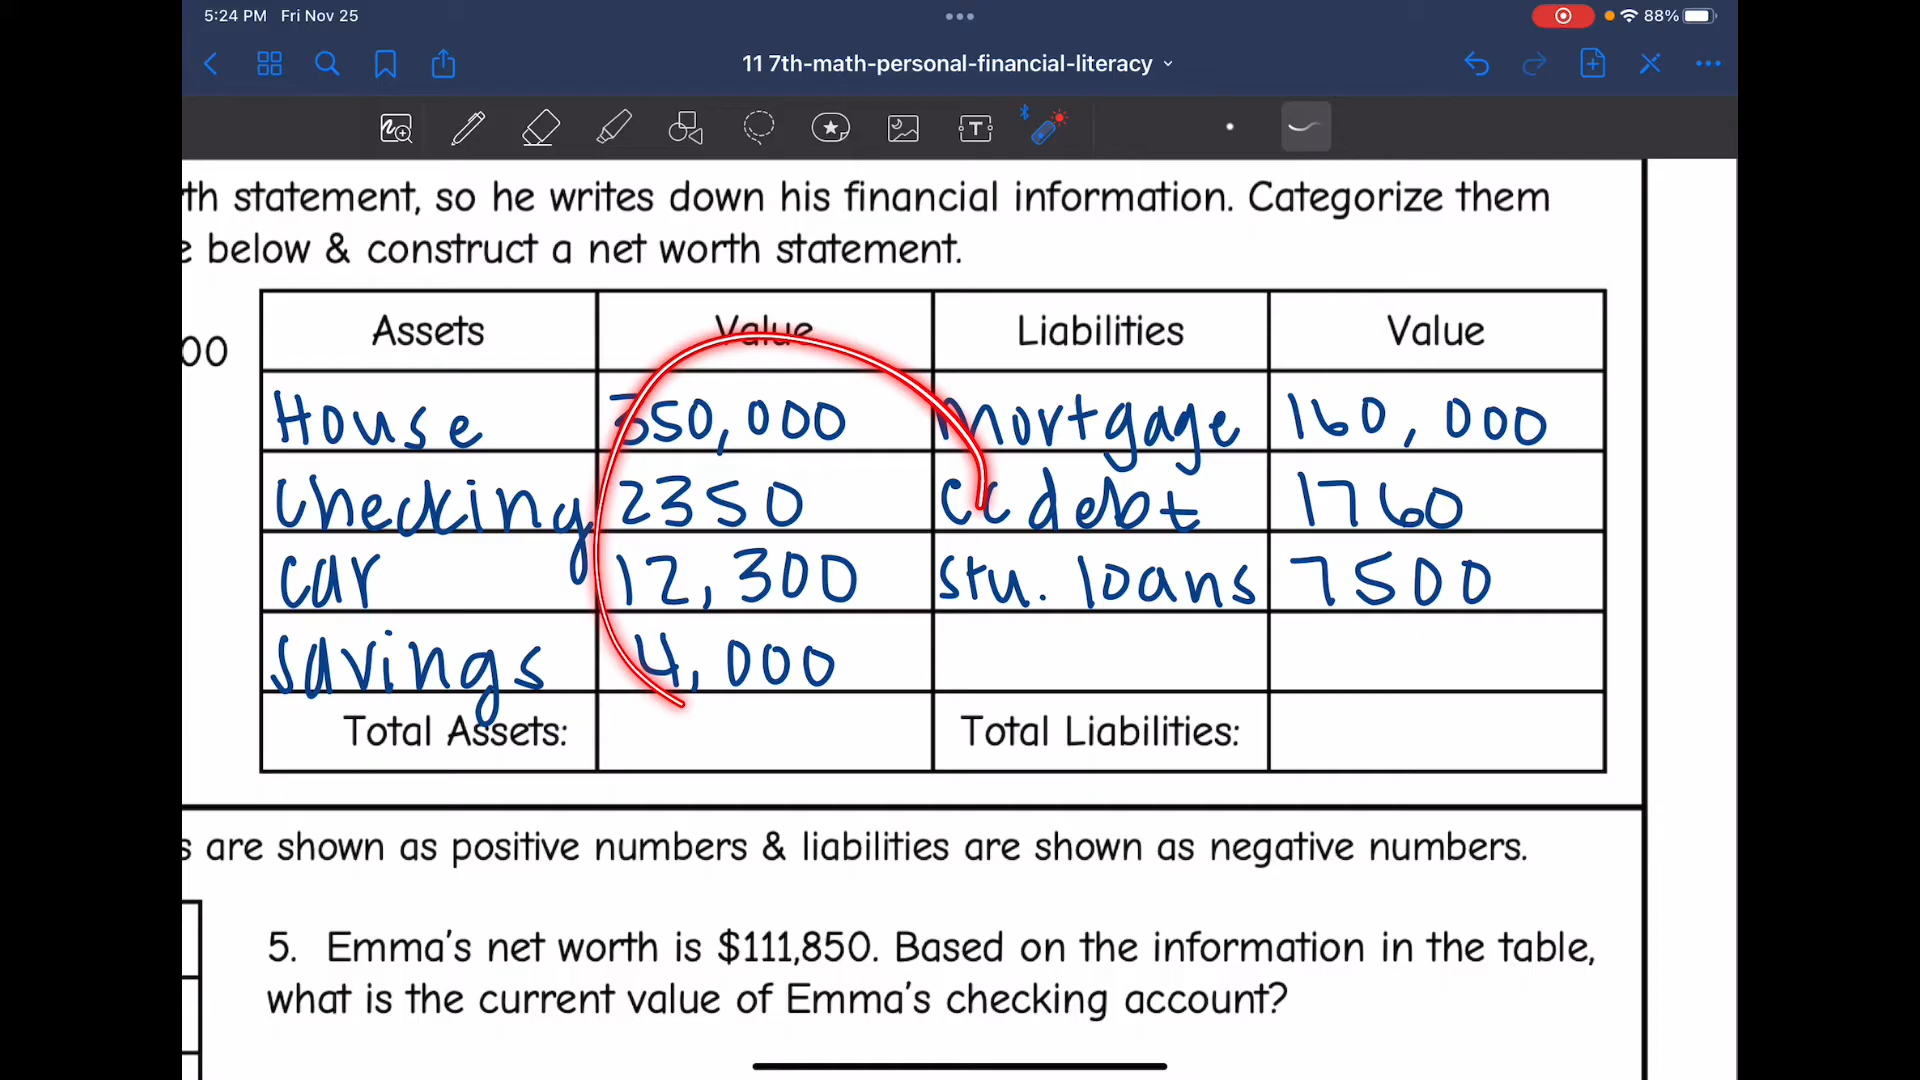 5:24 PM Fri Nov 25
88%
11 7th-math-personal-financial-literacy
th statement, so he writes down his financial information. Categorize them
e below & construct a net worth statement.
00
Assets Value Liabilities Value
House 350,000 mortgage 160,000
Checking 2350 CC debt 1760
Car 12,300 stu. loans 7500
Savings 4,000
Total Assets: Total Liabilities:
s are shown as positive numbers & liabilities are shown as negative numbers.
5. Emma's net worth is $111,850. Based on the information in the table,
what is the current value of Emma's checking account?